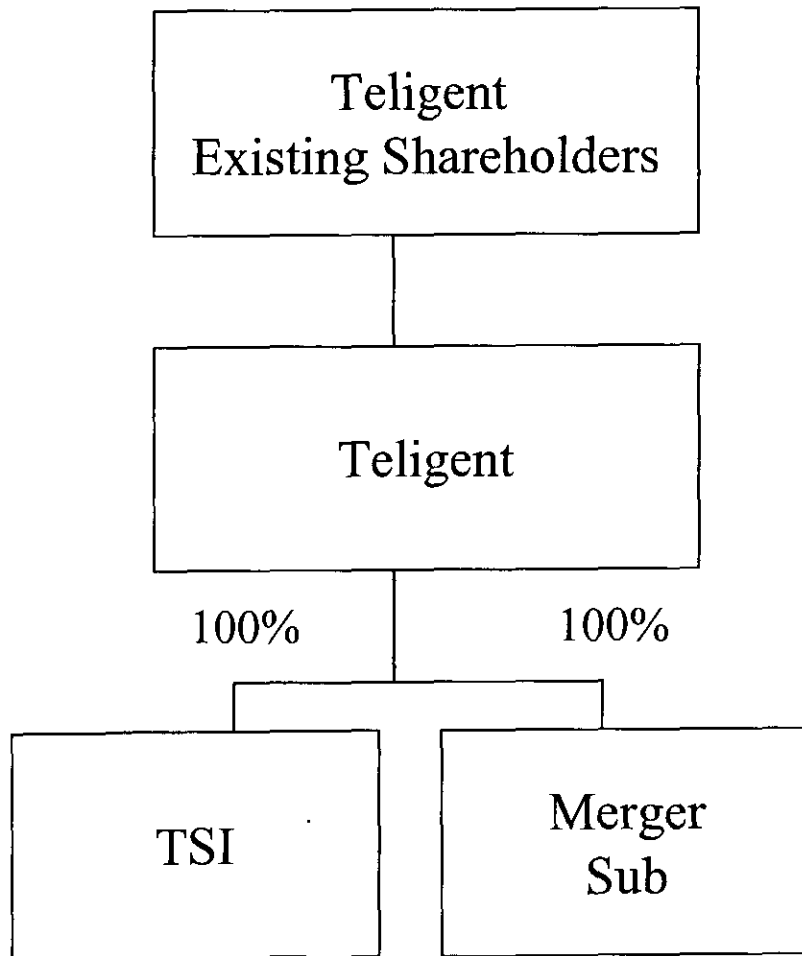 Teligent
Existing Shareholders
Teligent
100%
100%
TSI
Merger
Sub